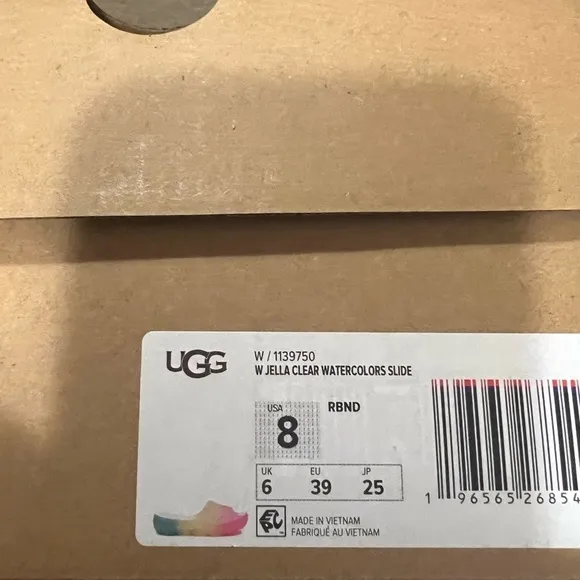 UGG
W / 1139750
W JELLA CLEAR WATERCOLORS SLIDE
USA
8
RBND
UK EU JP
6 39 25
MADE IN VIETNAM
FABRIQUÉ AU VIETNAM
1 96565 26854